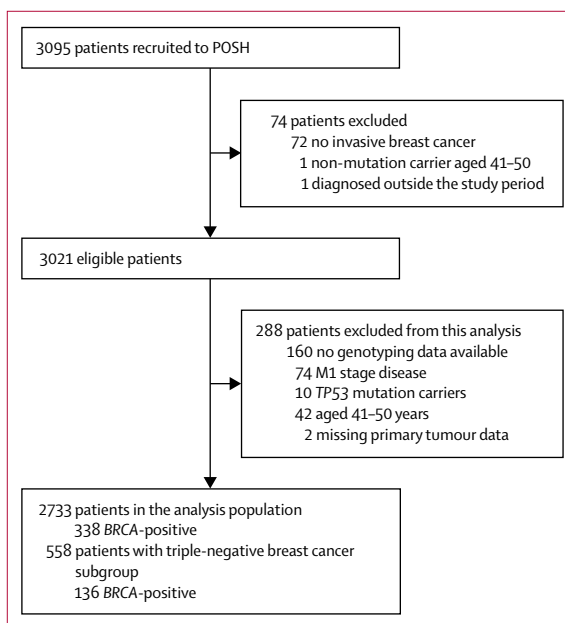 3095 patients recruited to POSH
74 patients excluded
72 no invasive breast cancer
1 non-mutation carrier aged 41–50
1 diagnosed outside the study period
3021 eligible patients
288 patients excluded from this analysis
160 no genotyping data available
74 M1 stage disease
10 TP53 mutation carriers
42 aged 41–50 years
2 missing primary tumour data
2733 patients in the analysis population
338 BRCA-positive
558 patients with triple-negative breast cancer
subgroup
136 BRCA-positive